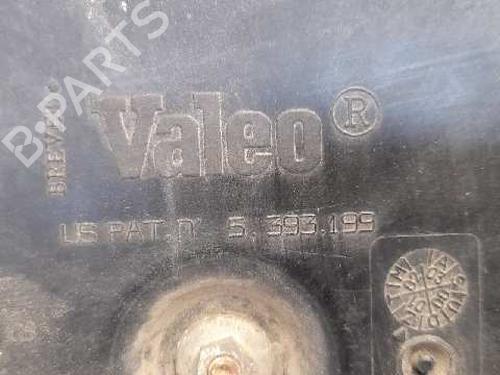 B-PARTS
BREVET
Valeo®
US PAT n° 5.393.199